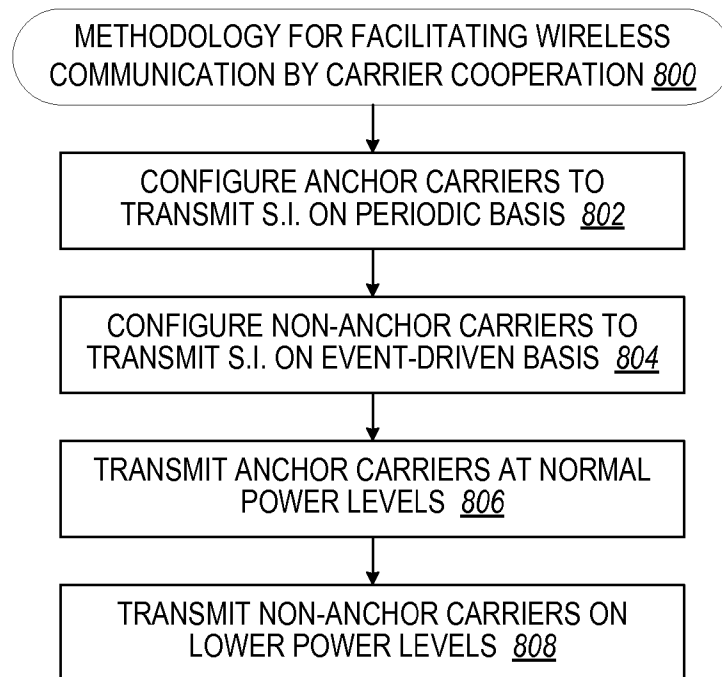 METHODOLOGY FOR FACILITATING WIRELESS
COMMUNICATION BY CARRIER COOPERATION 800
CONFIGURE ANCHOR CARRIERS TO
TRANSMIT S.I. ON PERIODIC BASIS 802
CONFIGURE NON-ANCHOR CARRIERS TO
TRANSMIT S.I. ON EVENT-DRIVEN BASIS 804
TRANSMIT ANCHOR CARRIERS AT NORMAL
POWER LEVELS 806
TRANSMIT NON-ANCHOR CARRIERS ON
LOWER POWER LEVELS 808